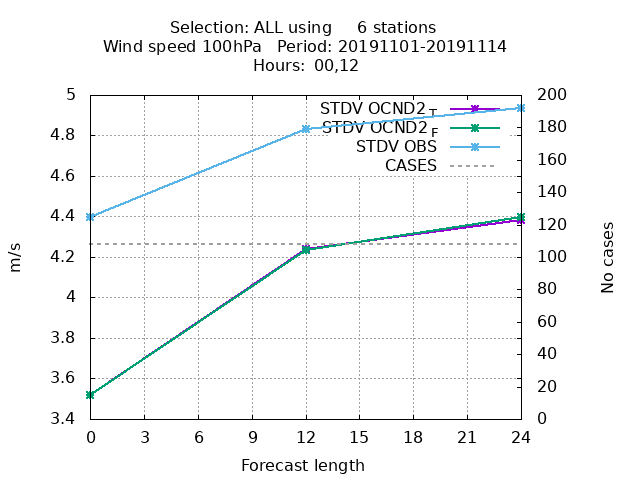 Selection: ALL using     6 stations
Wind speed 100hPa   Period: 20191101-20191114
Hours: 00,12
STDV OCND2 T
STDV OCND2 F
STDV OBS
CASES
5
4.8
4.6
4.4
4.2
4
3.8
3.6
3.4
m/s
200
180
160
140
120
100
80
60
40
20
0
No cases
0 3 6 9 12 15 18 21 24
Forecast length